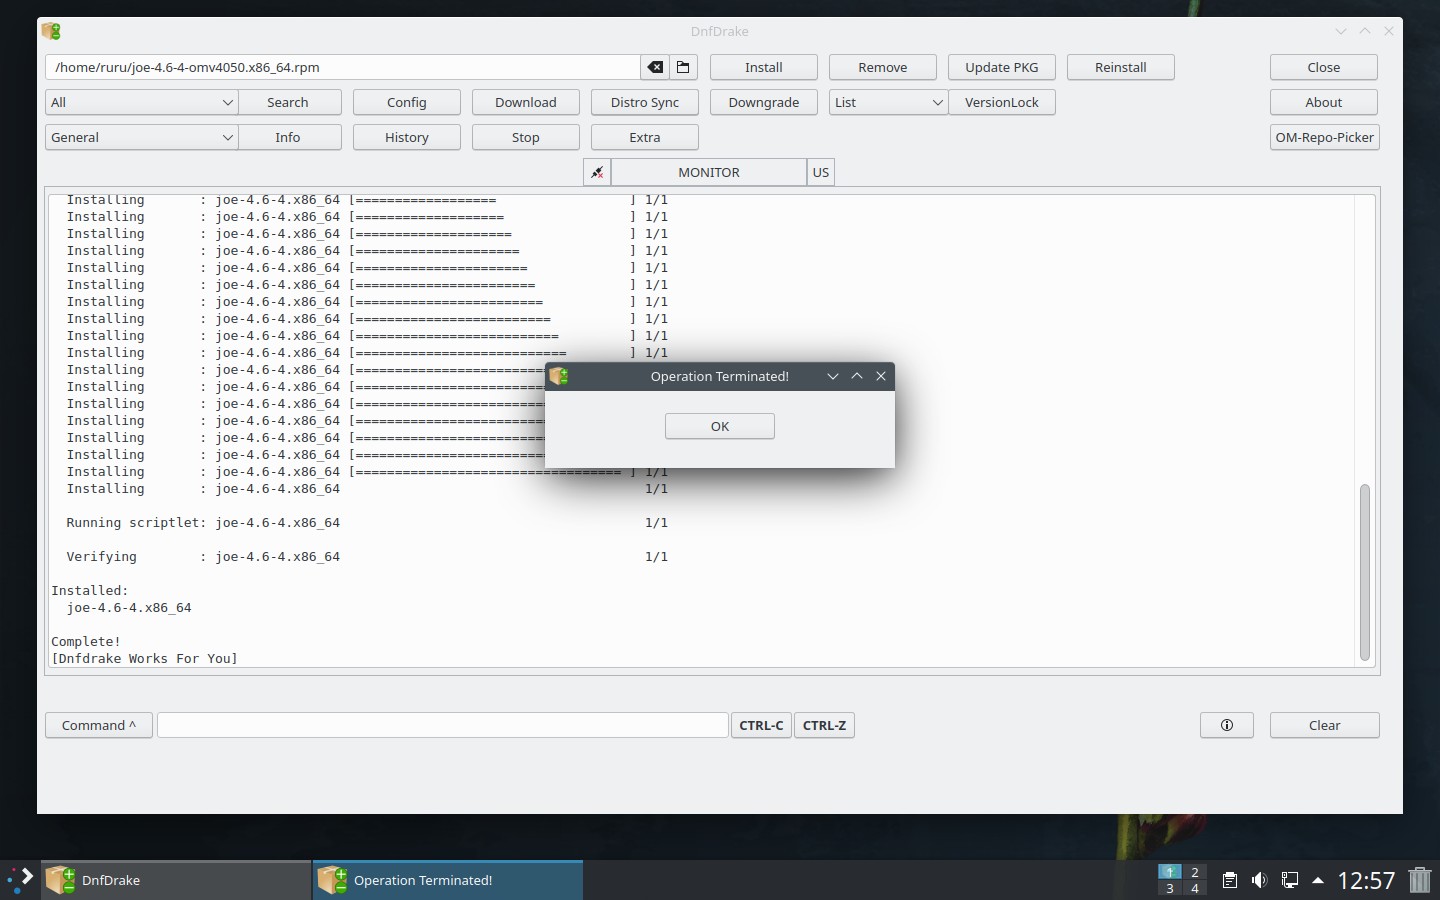 DnfDrake
/home/ruru/joe-4.6-4-omv4050.x86_64.rpm
Install
Remove
Update PKG
Reinstall
Close
All
Search
Config
Download
Distro Sync
Downgrade
List
VersionLock
About
General
Info
History
Stop
Extra
OM-Repo-Picker
MONITOR
US
Installing       : joe-4.6-4.x86_64 [==================                 ] 1/1
Installing       : joe-4.6-4.x86_64 [===================                ] 1/1
Installing       : joe-4.6-4.x86_64 [====================               ] 1/1
Installing       : joe-4.6-4.x86_64 [=====================              ] 1/1
Installing       : joe-4.6-4.x86_64 [======================             ] 1/1
Installing       : joe-4.6-4.x86_64 [=======================            ] 1/1
Installing       : joe-4.6-4.x86_64 [========================           ] 1/1
Installing       : joe-4.6-4.x86_64 [=========================          ] 1/1
Installing       : joe-4.6-4.x86_64 [==========================         ] 1/1
Installing       : joe-4.6-4.x86_64 [===========================        ] 1/1
Installing       : joe-4.6-4.x86_64 [========================
Installing       : joe-4.6-4.x86_64 [========================
Installing       : joe-4.6-4.x86_64 [========================
Installing       : joe-4.6-4.x86_64 [========================
Installing       : joe-4.6-4.x86_64 [========================
Installing       : joe-4.6-4.x86_64 [========================
Installing       : joe-4.6-4.x86_64 [================================== ] 1/1
Installing       : joe-4.6-4.x86_64                                       1/1
Running scriptlet: joe-4.6-4.x86_64                                       1/1
Verifying        : joe-4.6-4.x86_64                                       1/1
Installed:
joe-4.6-4.x86_64
Complete!
[Dnfdrake Works For You]
Operation Terminated!
OK
Command ^
CTRL-C
CTRL-Z
Clear
DnfDrake
Operation Terminated!
1
2
3
4
12:57